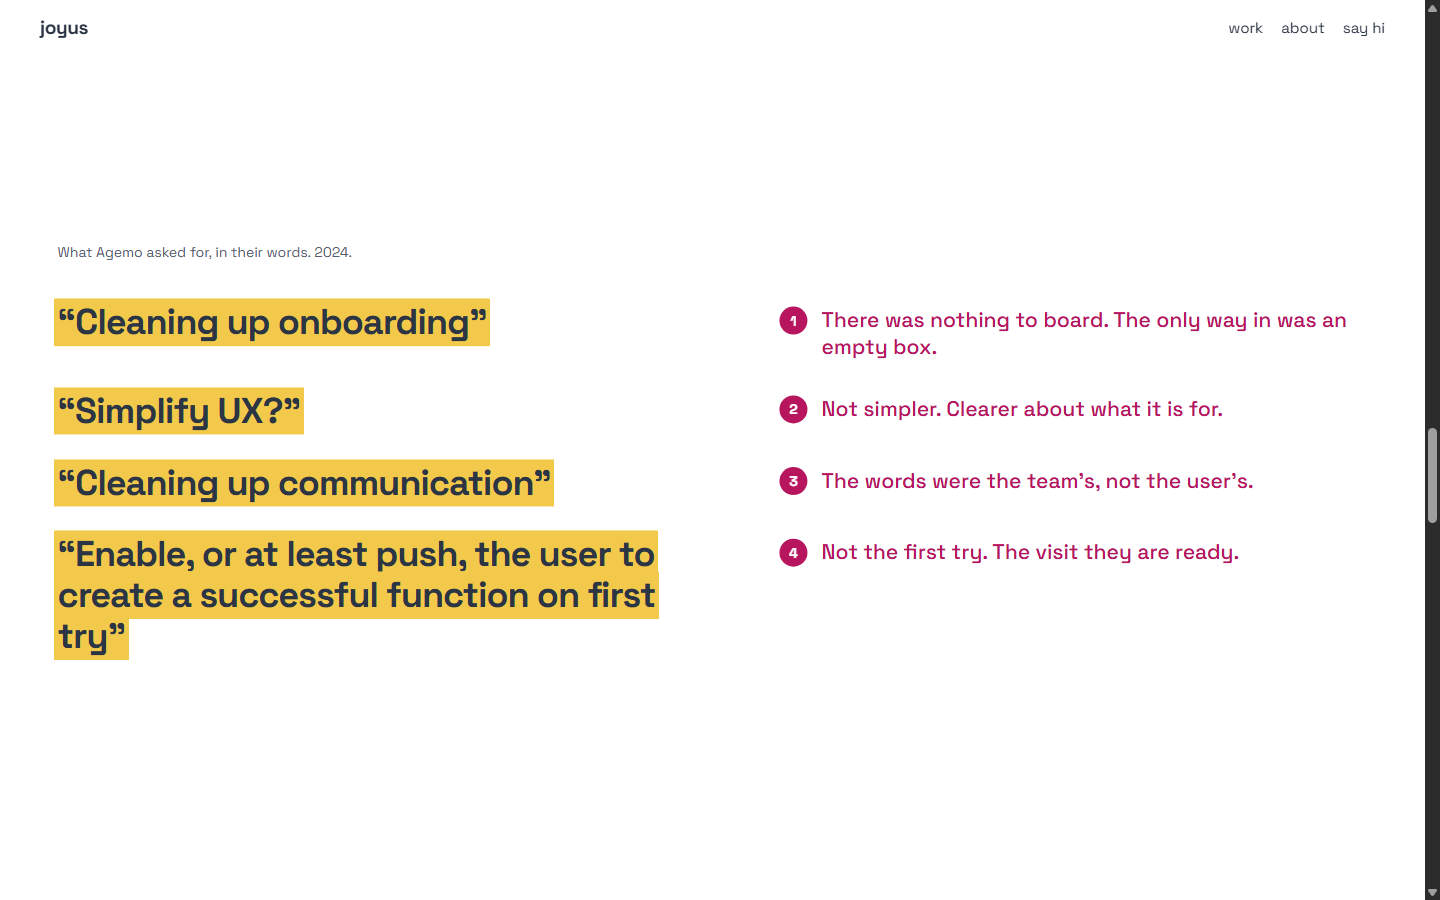 joyus
work about say hi
What Agemo asked for, in their words. 2024.
“Cleaning up onboarding”
1 There was nothing to board. The only way in was an
empty box.
“Simplify UX?”
2 Not simpler. Clearer about what it is for.
“Cleaning up communication”
3 The words were the team’s, not the user’s.
“Enable, or at least push, the user to
create a successful function on first
try”
4 Not the first try. The visit they are ready.